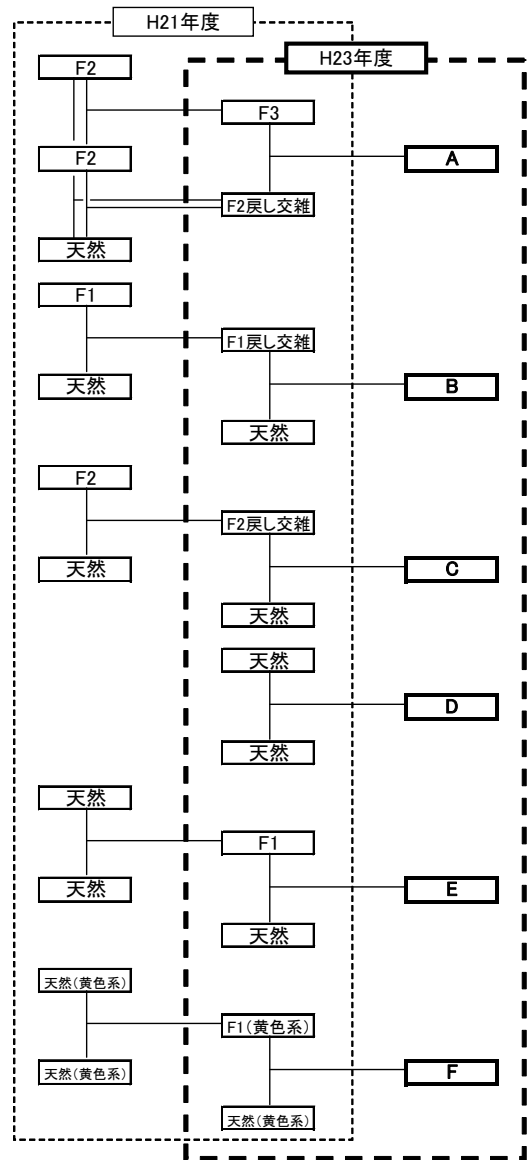 H21年度
H23年度
F2
F3
A
F2
F2戻し交雑
天然
F1
F1戻し交雑
B
天然
天然
F2
F2戻し交雑
C
天然
天然
天然
D
天然
天然
F1
E
天然
天然
天然(黄色系)
F1(黄色系)
F
天然(黄色系)
天然(黄色系)